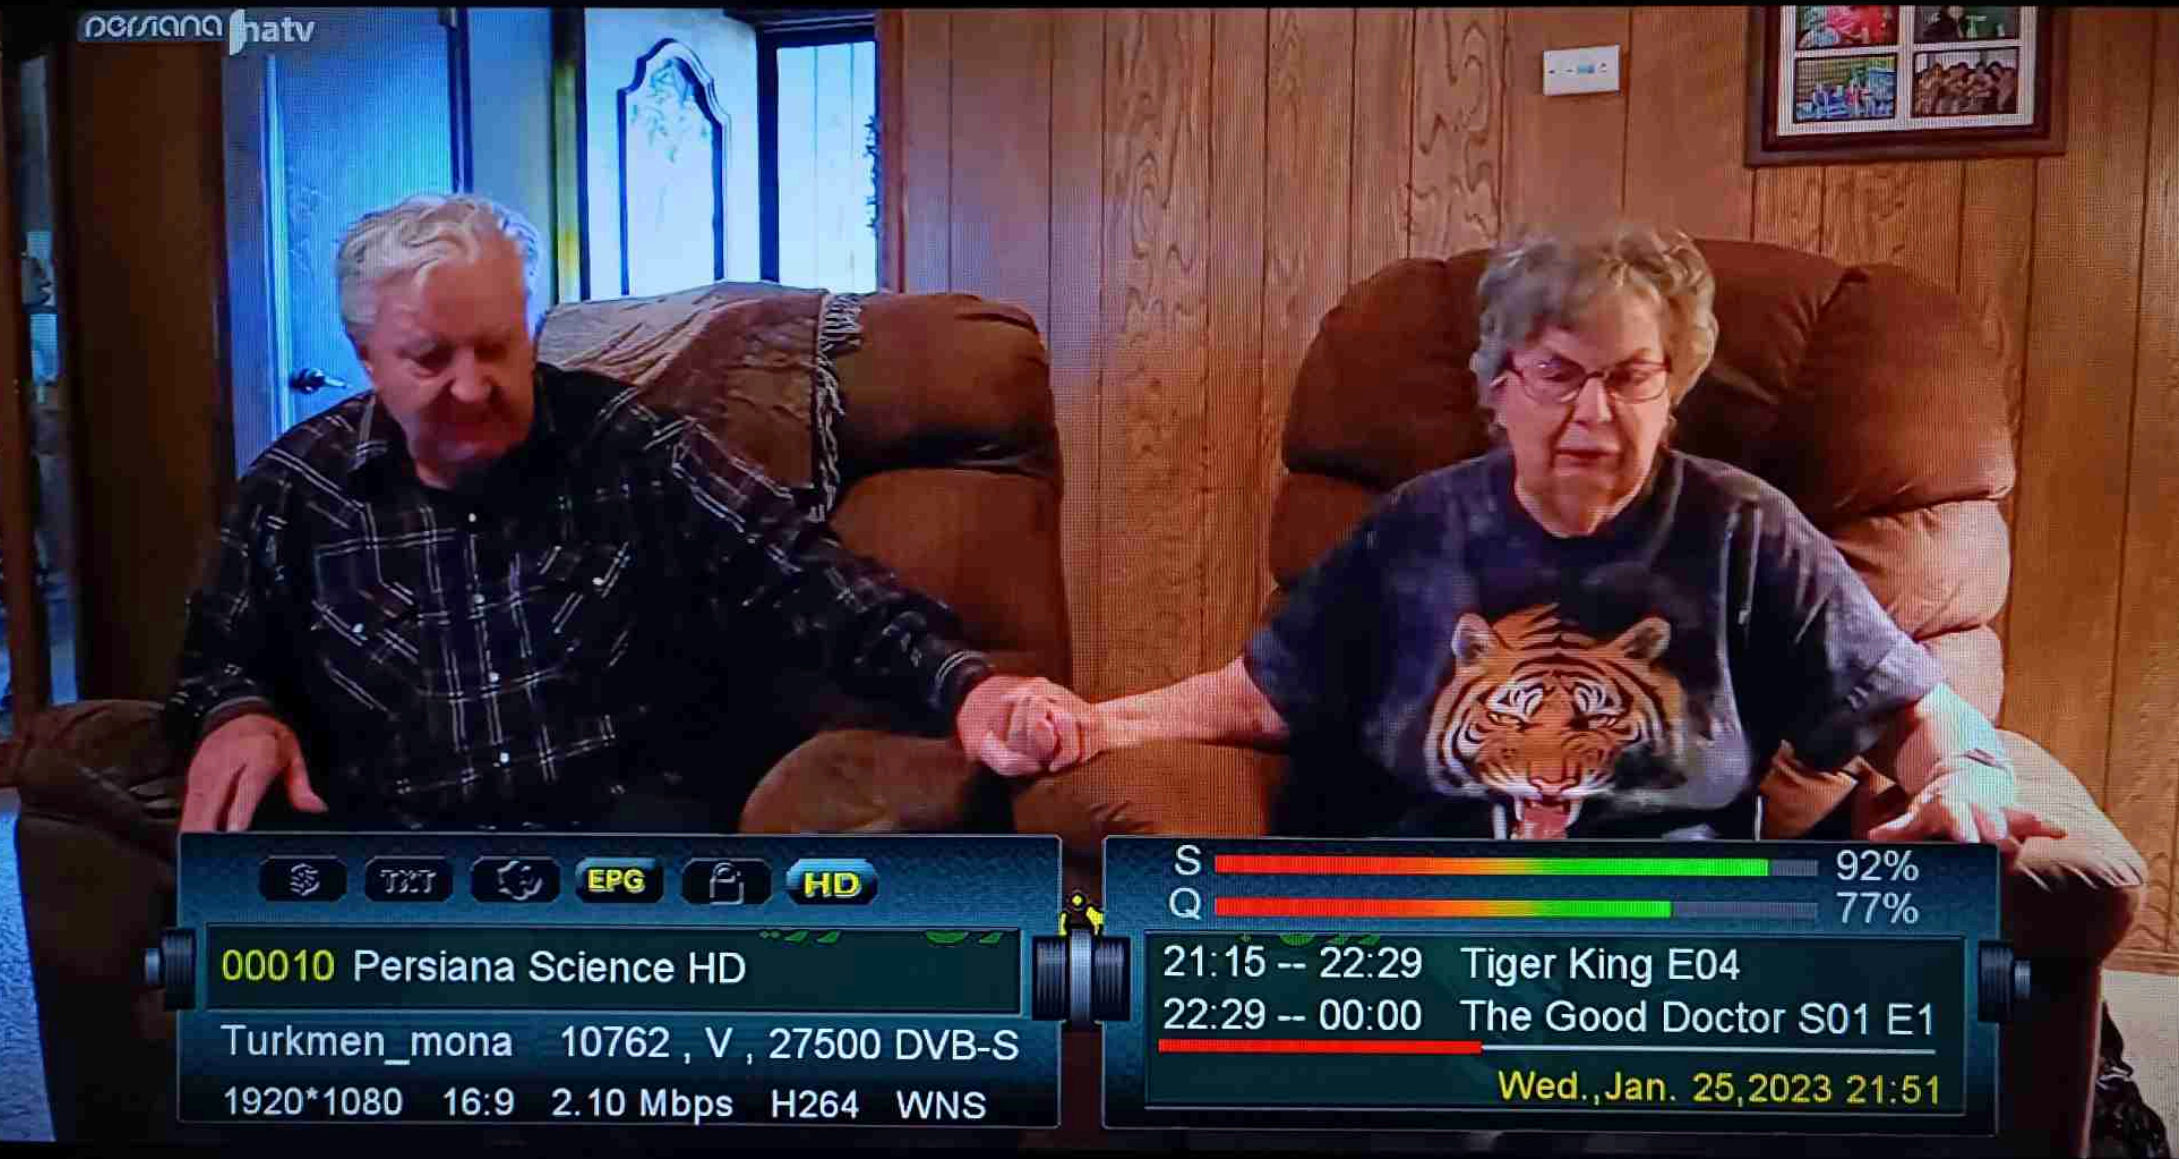 persiana hatv
TXT EPG HD
00010 Persiana Science HD
Turkmen_mona 10762 , V , 27500 DVB-S
1920*1080 16:9 2.10 Mbps H264 WNS
S 92%
Q 77%
21:15 -- 22:29 Tiger King E04
22:29 -- 00:00 The Good Doctor S01 E1
Wed.,Jan. 25,2023 21:51